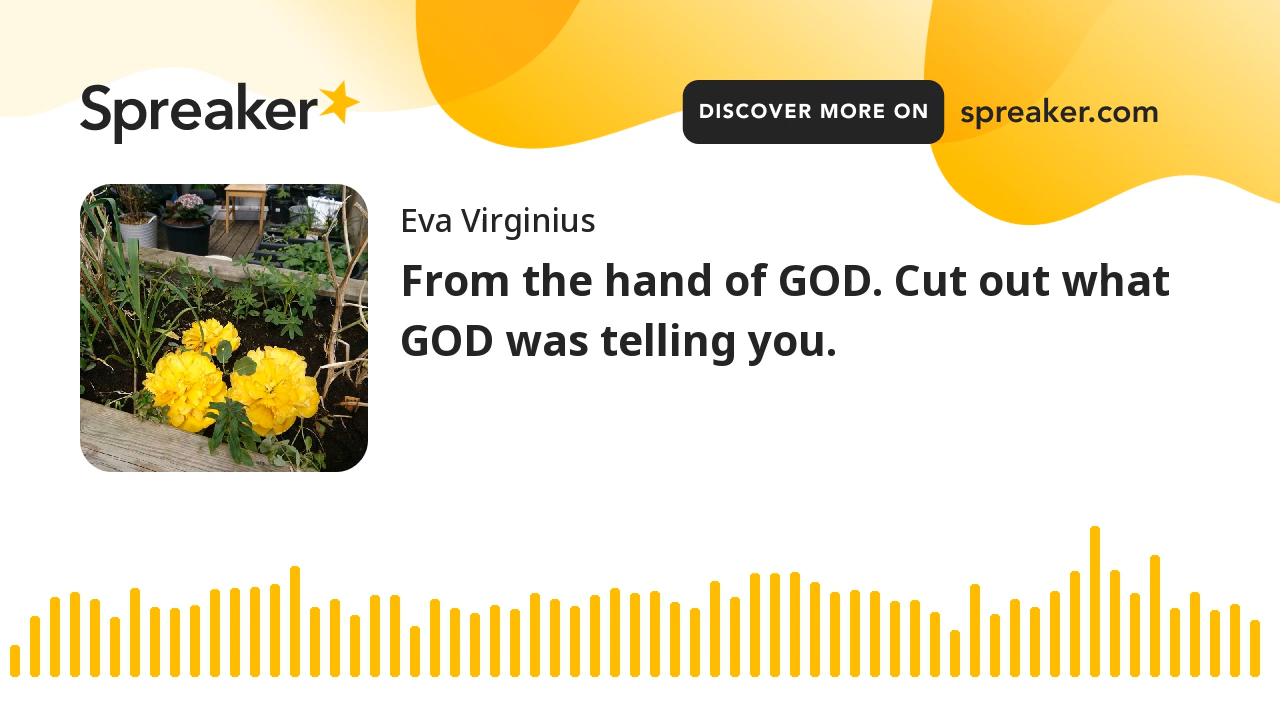 Spreaker
DISCOVER MORE ON spreaker.com
Eva Virginius
From the hand of GOD. Cut out what
GOD was telling you.